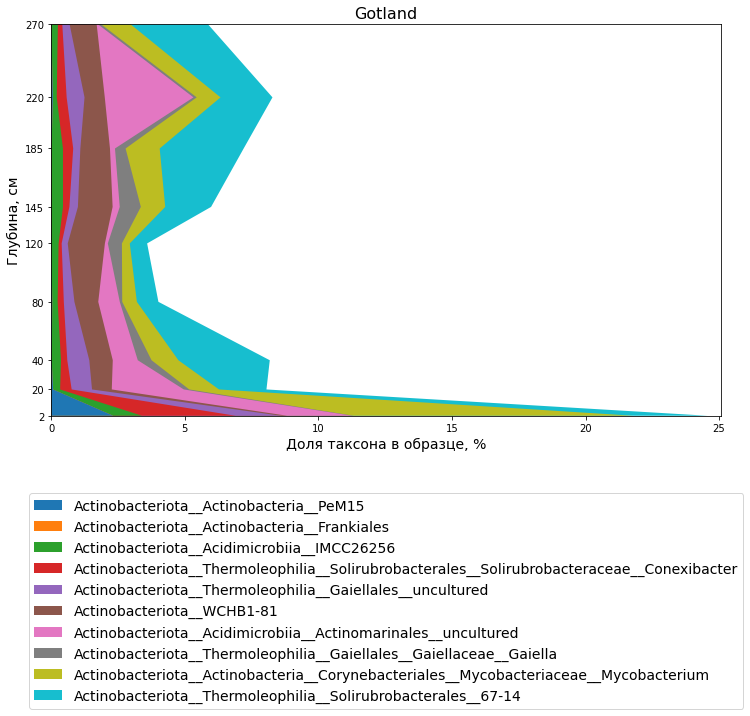 Gotland
270
220
185
145
120
80
40
20
2
Глубина, см
0
5
10
15
20
25
Доля таксона в образце, %
Actinobacteriota__Actinobacteria__PeM15
Actinobacteriota__Actinobacteria__Frankiales
Actinobacteriota__Acidimicrobiia__IMCC26256
Actinobacteriota__Thermoleophilia__Solirubrobacterales__Solirubrobacteraceae__Conexibacter
Actinobacteriota__Thermoleophilia__Gaiellales__uncultured
Actinobacteriota__WCHB1-81
Actinobacteriota__Acidimicrobiia__Actinomarinales__uncultured
Actinobacteriota__Thermoleophilia__Gaiellales__Gaiellaceae__Gaiella
Actinobacteriota__Actinobacteria__Corynebacteriales__Mycobacteriaceae__Mycobacterium
Actinobacteriota__Thermoleophilia__Solirubrobacterales__67-14